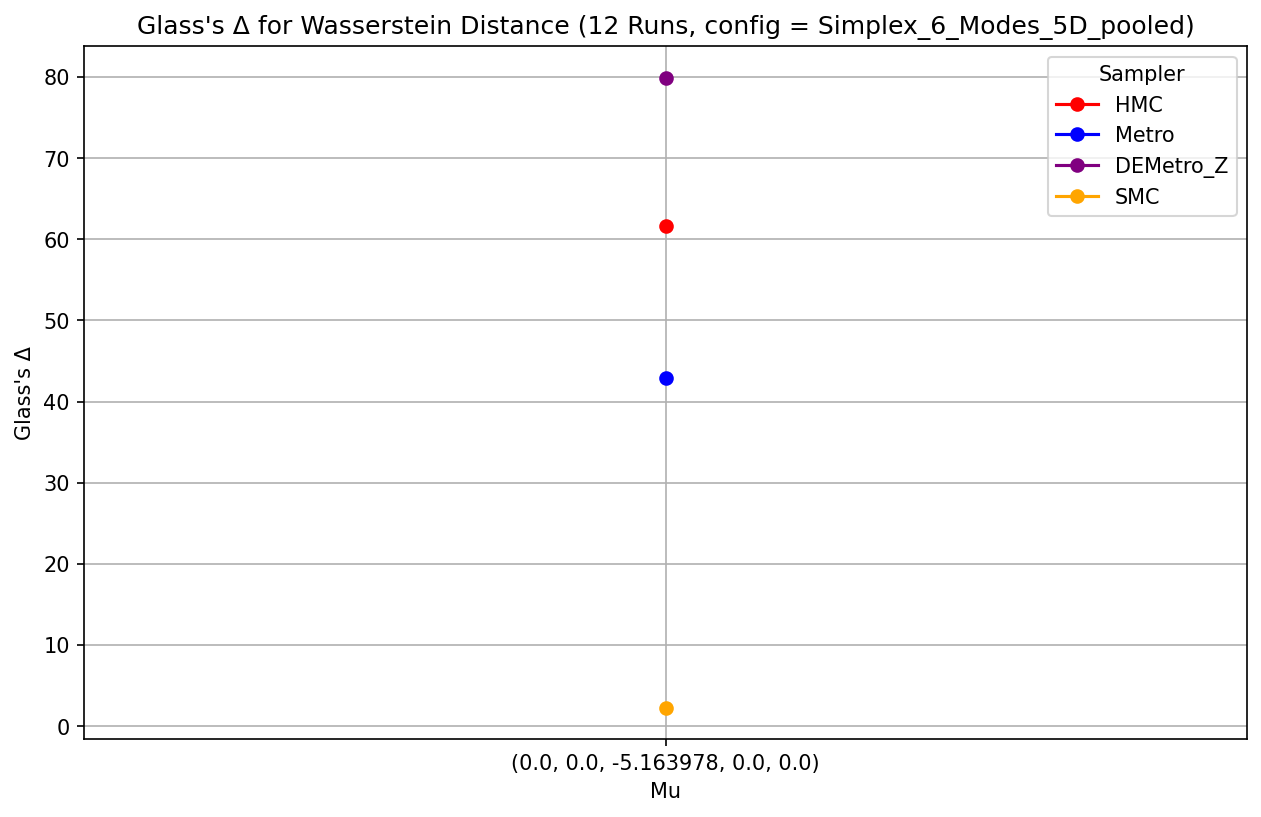 Glass's Δ for Wasserstein Distance (12 Runs, config = Simplex_6_Modes_5D_pooled)
Sampler
HMC
Metro
DEMetro_Z
SMC
Glass's Δ
80
70
60
50
40
30
20
10
0
(0.0, 0.0, -5.163978, 0.0, 0.0)
Mu